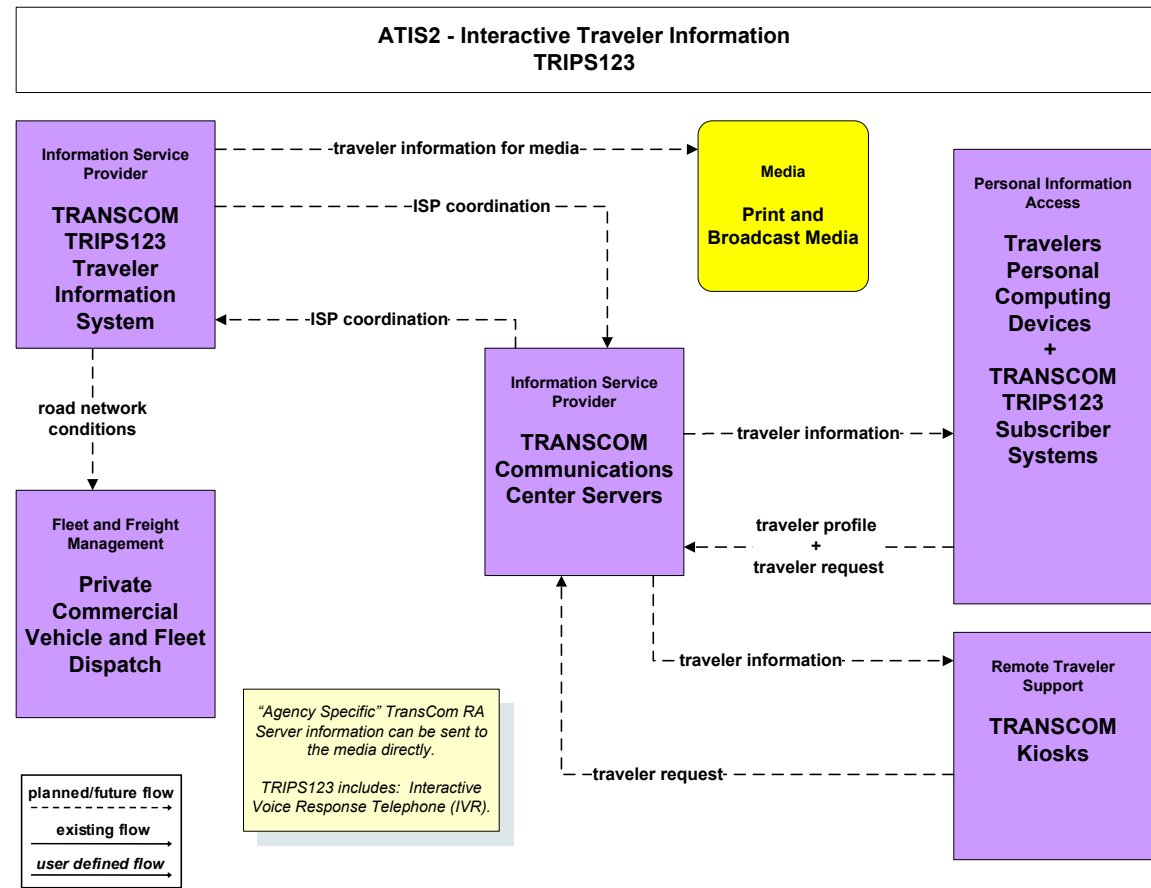 ATIS2 - Interactive Traveler Information
TRIPS123
Information Service
Provider
TRANSCOM
TRIPS123
Traveler
Information
System
traveler information for media
ISP coordination
ISP coordination
Media
Print and
Broadcast Media
Personal Information
Access
Travelers
Personal
Computing
Devices
+
TRANSCOM
TRIPS123
Subscriber
Systems
road network
conditions
Information Service
Provider
TRANSCOM
Communications
Center Servers
traveler information
traveler profile
+
traveler request
Fleet and Freight
Management
Private
Commercial
Vehicle and Fleet
Dispatch
traveler information
Remote Traveler
Support
TRANSCOM
Kiosks
traveler request
“Agency Specific” TransCom RA
Server information can be sent to
the media directly.
TRIPS123 includes: Interactive
Voice Response Telephone (IVR).
planned/future flow
existing flow
user defined flow